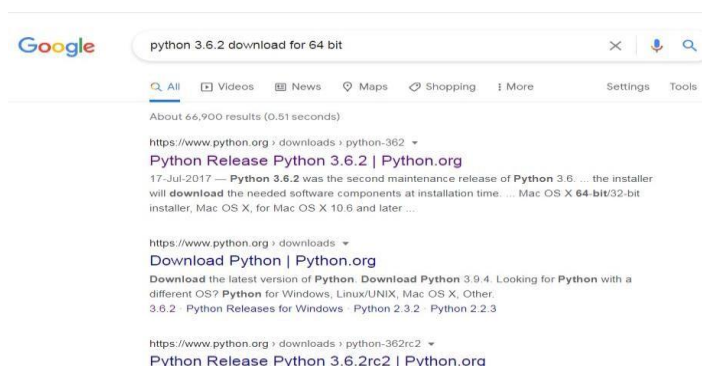 Google
python 3.6.2 download for 64 bit
All Videos News Maps Shopping More Settings Tools
About 66,900 results (0.51 seconds)
https://www.python.org › downloads › python-362
Python Release Python 3.6.2 | Python.org
17-Jul-2017 — Python 3.6.2 was the second maintenance release of Python 3.6. ... the installer
will download the needed software components at installation time. ... Mac OS X 64-bit/32-bit
installer, Mac OS X, for Mac OS X 10.6 and later ...
https://www.python.org › downloads
Download Python | Python.org
Download the latest version of Python. Download Python 3.9.4. Looking for Python with a
different OS? Python for Windows, Linux/UNIX, Mac OS X, Other.
3.6.2 · Python Releases for Windows · Python 2.3.2 · Python 2.2.3
https://www.python.org › downloads › python-362rc2
Python Release Python 3.6.2rc2 | Python.org